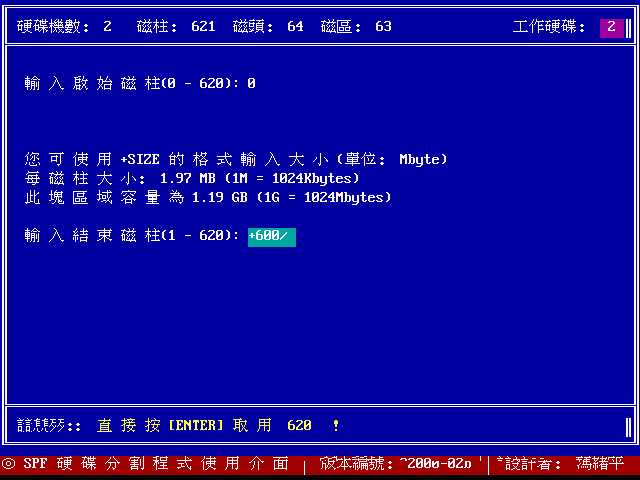 硬碟機數: 2 磁柱: 621 磁頭: 64 磁區: 63 工作硬碟: 2
輸入啟始磁柱(0 - 620): 0
您可使用 +SIZE 的格式輸入大小 (單位: Mbyte)
每磁柱大小: 1.97 MB (1M = 1024Kbytes)
此塊區域容量為 1.19 GB (1G = 1024Mbytes)
輸入結束磁柱(1 - 620): +600/
直接按 [ENTER] 取用 620 !
◎ SPF 硬碟分割程式使用介面 | 版本編號: | 設計者: 馮緒平